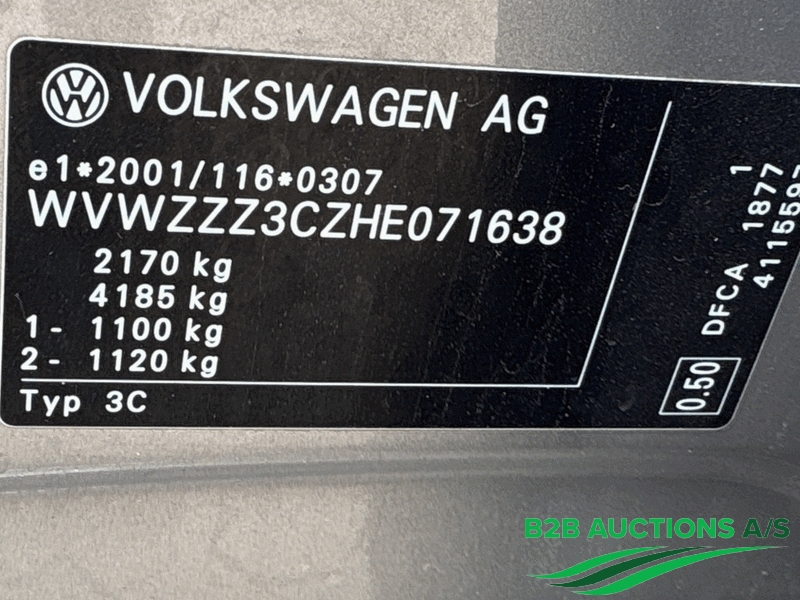 VOLKSWAGEN AG
e1*2001/116*0307
WVWZZZ3CZHE071638
2170 kg
4185 kg
1- 1100 kg
2- 1120 kg
Typ 3C
1
1877
DFCA
0.50
B2B AUCTIONS A/S